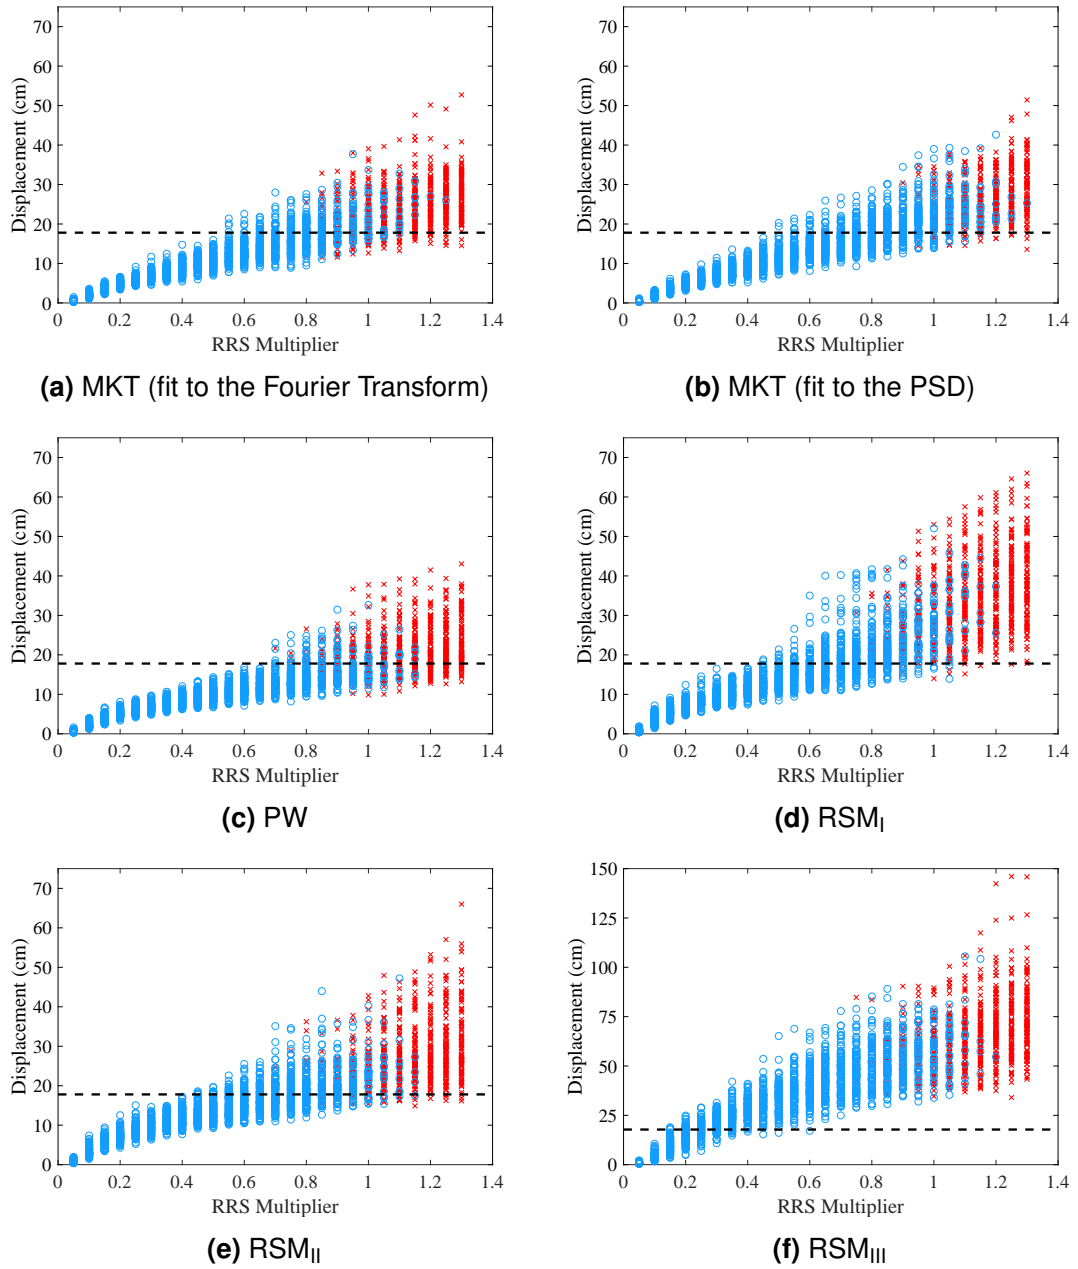 70
60
50
40
30
20
10
0
Displacement (cm)
0 0.2 0.4 0.6 0.8 1 1.2 1.4
RRS Multiplier
(a) MKT (fit to the Fourier Transform)
70
60
50
40
30
20
10
0
Displacement (cm)
0 0.2 0.4 0.6 0.8 1 1.2 1.4
RRS Multiplier
(b) MKT (fit to the PSD)
70
60
50
40
30
20
10
0
Displacement (cm)
0 0.2 0.4 0.6 0.8 1 1.2 1.4
RRS Multiplier
(c) PW
70
60
50
40
30
20
10
0
Displacement (cm)
0 0.2 0.4 0.6 0.8 1 1.2 1.4
RRS Multiplier
(d) RSM_I
70
60
50
40
30
20
10
0
Displacement (cm)
0 0.2 0.4 0.6 0.8 1 1.2 1.4
RRS Multiplier
(e) RSM_II
150
125
100
75
50
25
0
Displacement (cm)
0 0.2 0.4 0.6 0.8 1 1.2 1.4
RRS Multiplier
(f) RSM_III